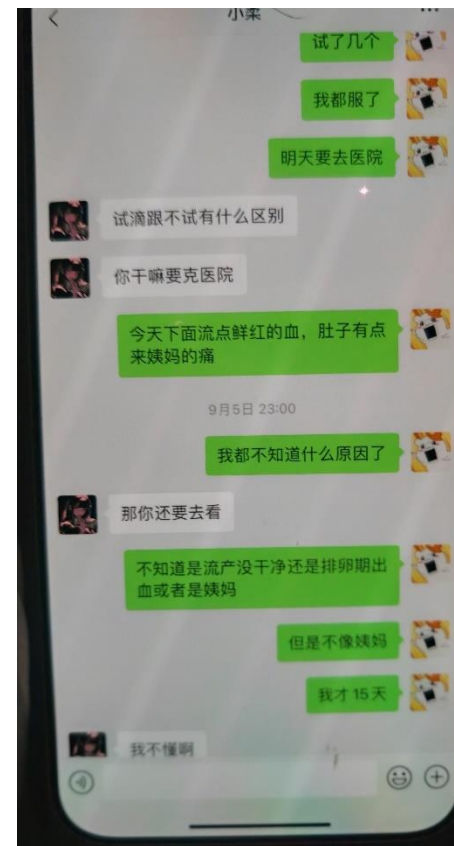 小柔
试了几个
我都服了
明天要去医院
试滴跟不试有什么区别
你干嘛要克医院
今天下面流点鲜红的血，肚子有点
来姨妈的痛
9月5日 23:00
我都不知道什么原因了
那你还要去看
不知道是流产没干净还是排卵期出
血或者是姨妈
但是不像姨妈
我才15天
我不懂啊